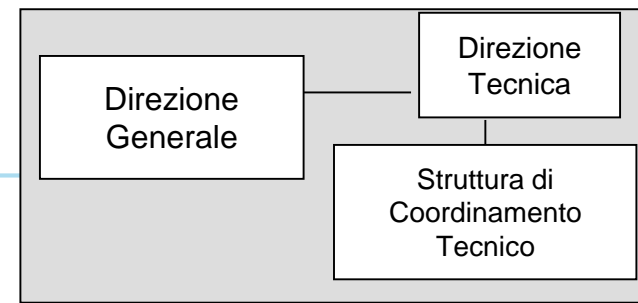 Direzione
Generale
Direzione
Tecnica
Struttura di
Coordinamento
Tecnico